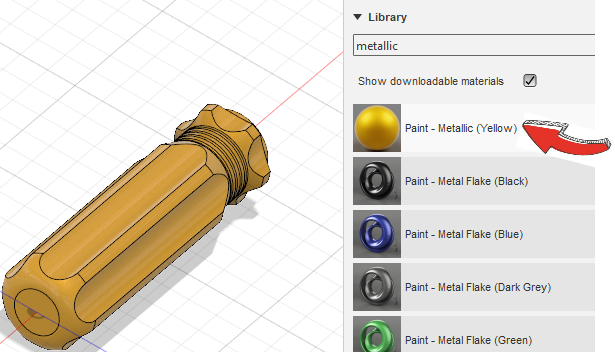 Library
metallic
Show downloadable materials
Paint - Metallic (Yellow)
Paint - Metal Flake (Black)
Paint - Metal Flake (Blue)
Paint - Metal Flake (Dark Grey)
Paint - Metal Flake (Green)